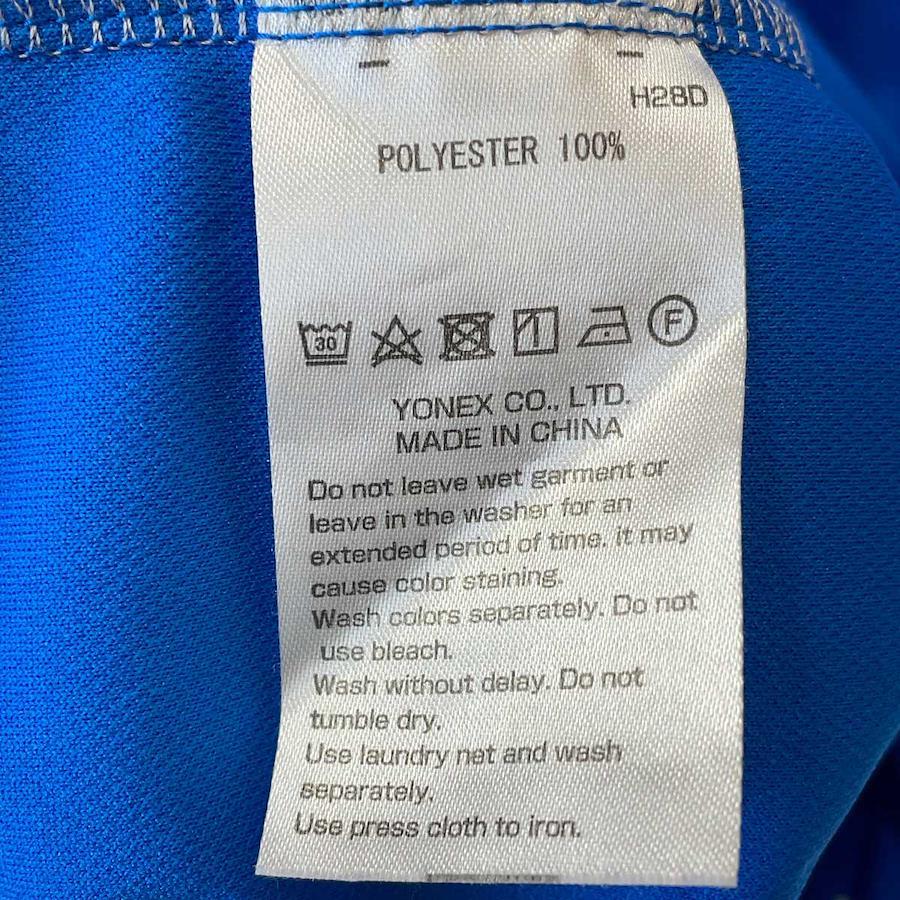 H28D
POLYESTER 100%
30
F
YONEX CO., LTD.
MADE IN CHINA
Do not leave wet garment or
leave in the washer for an
extended period of time. it may
cause color staining.
Wash colors separately. Do not
use bleach.
Wash without delay. Do not
tumble dry.
Use laundry net and wash
separately.
Use press cloth to iron.